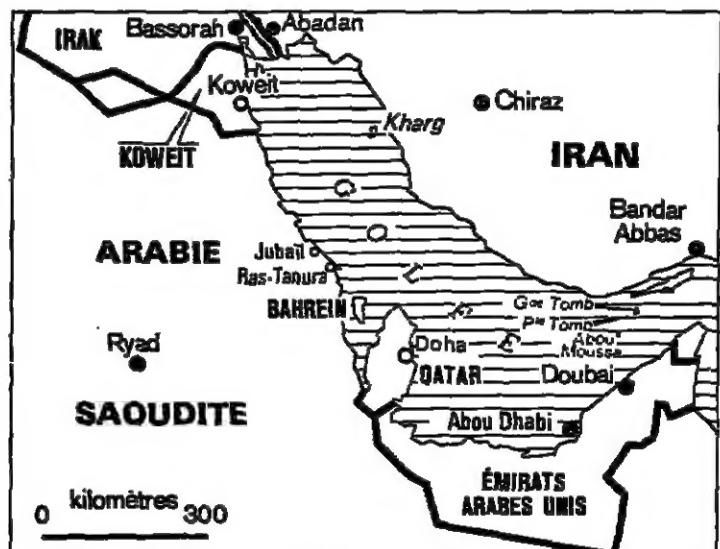 Bassorah
Abadan
IRAK
Koweit
Chiraz
Kharg
KOWEIT
IRAN
Bandar
Abbas
ARABIE
Jubaïl
Ras-Tanura
BAHREIN
Gde Tomb
Pte Tomb
Abou
Moussa
Ryad
Doha
QATAR
Doubai
SAOUDITE
Abou Dhabi
ÉMIRATS
ARABES UNIS
kilomètres
0 300